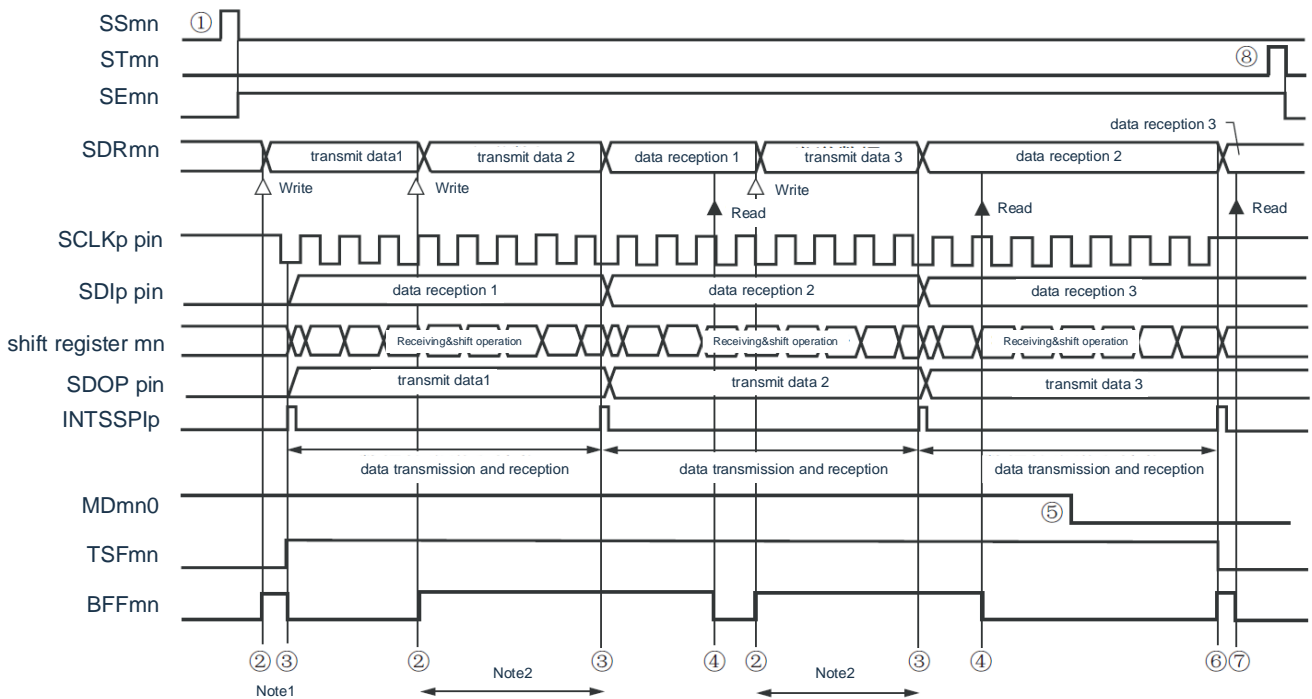 ① SSmn
STmn ⑧
SEmn
data reception 3
SDRmn transmit data1 transmit data 2 data reception 1 transmit data 3 data reception 2
Write Write Read Write Read Read
SCLKp pin
SDIp pin data reception 1 data reception 2 data reception 3
shift register mn Receiving&shift operation Receiving&shift operation Receiving&shift operation
SDOP pin transmit data1 transmit data 2 transmit data 3
INTSSPIp
data transmission and reception data transmission and reception data transmission and reception
MDmn0 ⑤
TSFmn
BFFmn
② ③ ② ③ ④ ② ③ ④ ⑥ ⑦
Note1 Note2 Note2